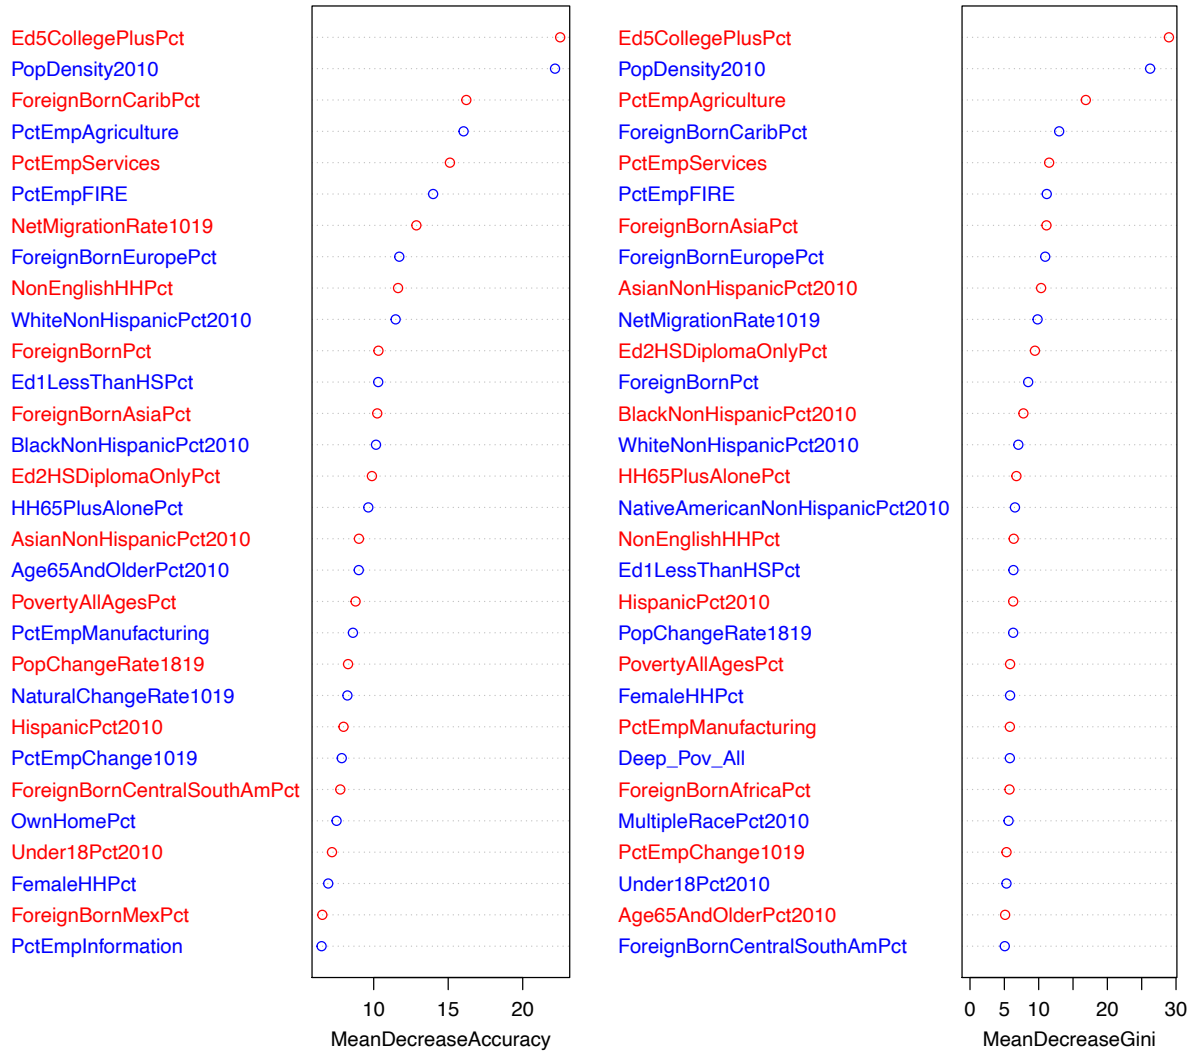 Ed5CollegePlusPct
PopDensity2010
ForeignBornCaribPct
PctEmpAgriculture
PctEmpServices
PctEmpFIRE
NetMigrationRate1019
ForeignBornEuropePct
NonEnglishHHPct
WhiteNonHispanicPct2010
ForeignBornPct
Ed1LessThanHSPct
ForeignBornAsiaPct
BlackNonHispanicPct2010
Ed2HSDiplomaOnlyPct
HH65PlusAlonePct
AsianNonHispanicPct2010
Age65AndOlderPct2010
PovertyAllAgesPct
PctEmpManufacturing
PopChangeRate1819
NaturalChangeRate1019
HispanicPct2010
PctEmpChange1019
ForeignBornCentralSouthAmPct
OwnHomePct
Under18Pct2010
FemaleHHPct
ForeignBornMexPct
PctEmpInformation
10 15 20
MeanDecreaseAccuracy
Ed5CollegePlusPct
PopDensity2010
PctEmpAgriculture
ForeignBornCaribPct
PctEmpServices
PctEmpFIRE
ForeignBornAsiaPct
ForeignBornEuropePct
AsianNonHispanicPct2010
NetMigrationRate1019
Ed2HSDiplomaOnlyPct
ForeignBornPct
BlackNonHispanicPct2010
WhiteNonHispanicPct2010
HH65PlusAlonePct
NativeAmericanNonHispanicPct2010
NonEnglishHHPct
Ed1LessThanHSPct
HispanicPct2010
PopChangeRate1819
PovertyAllAgesPct
FemaleHHPct
PctEmpManufacturing
Deep_Pov_All
ForeignBornAfricaPct
MultipleRacePct2010
PctEmpChange1019
Under18Pct2010
Age65AndOlderPct2010
ForeignBornCentralSouthAmPct
0 5 10 20 30
MeanDecreaseGini